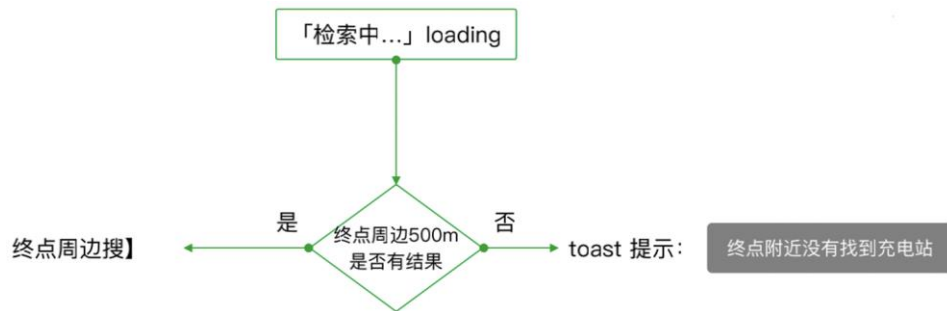 「检索中...」loading
是
否
终点周边500m
是否有结果
终点周边搜】
toast 提示：
终点附近没有找到充电站